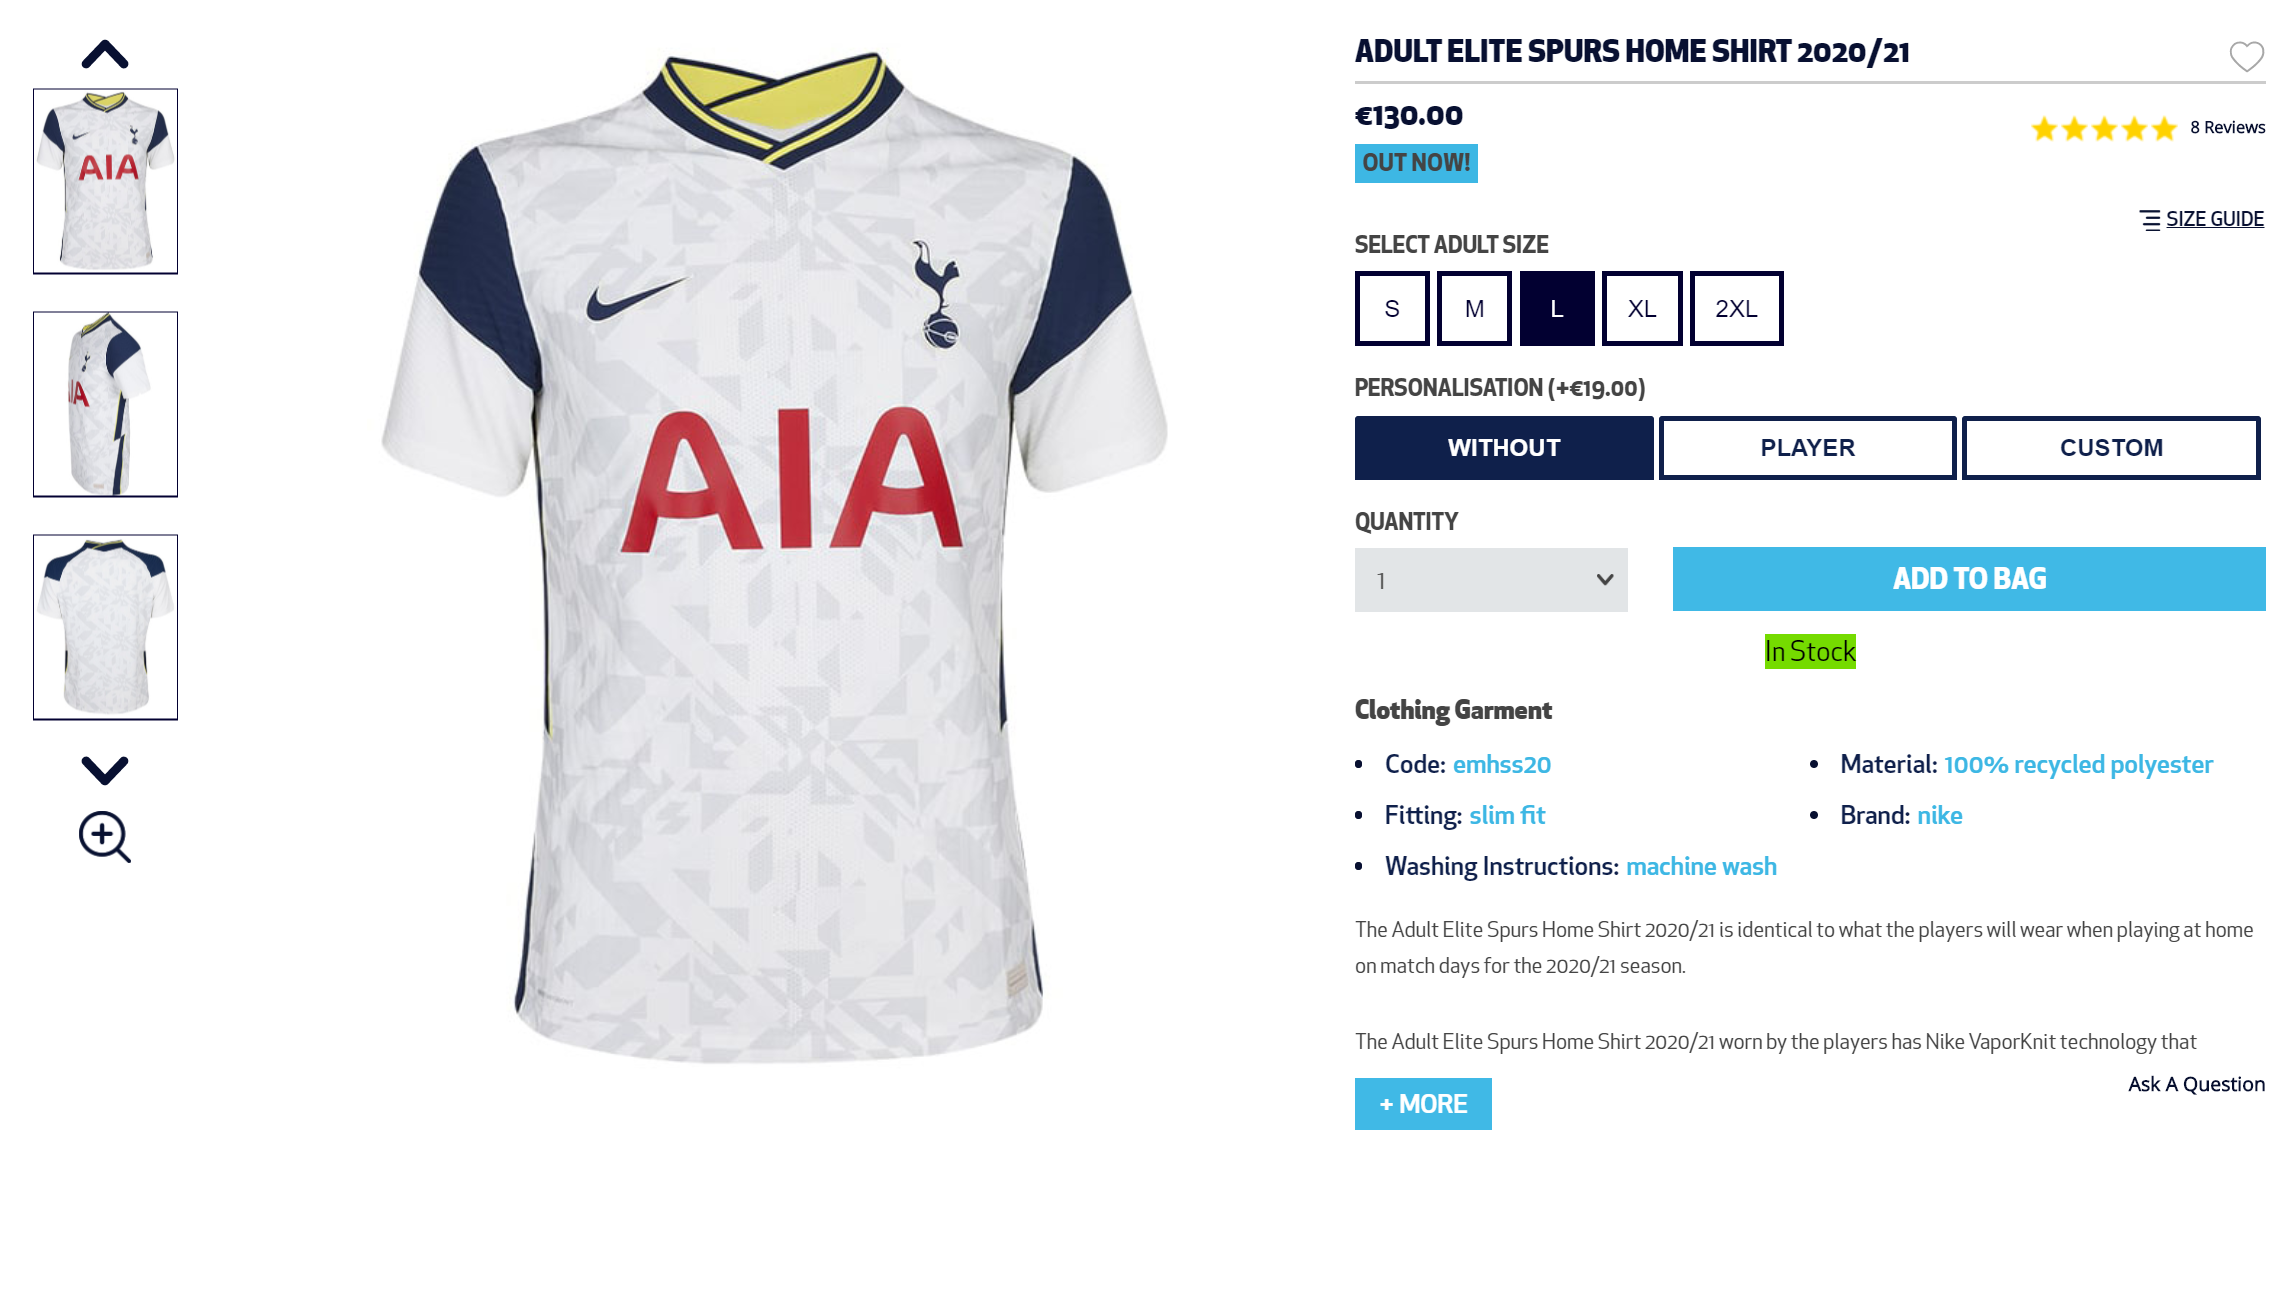 AIA
AIA
ADULT ELITE SPURS HOME SHIRT 2020/21
€130.00
8 Reviews
OUT NOW!
SIZE GUIDE
SELECT ADULT SIZE
S M L XL 2XL
PERSONALISATION (+€19.00)
WITHOUT PLAYER CUSTOM
QUANTITY
1 ADD TO BAG
In Stock
Clothing Garment
• Code: emhss20 • Material: 100% recycled polyester
• Fitting: slim fit • Brand: nike
• Washing Instructions: machine wash
The Adult Elite Spurs Home Shirt 2020/21 is identical to what the players will wear when playing at home
on match days for the 2020/21 season.
The Adult Elite Spurs Home Shirt 2020/21 worn by the players has Nike VaporKnit technology that
Ask A Question
+ MORE